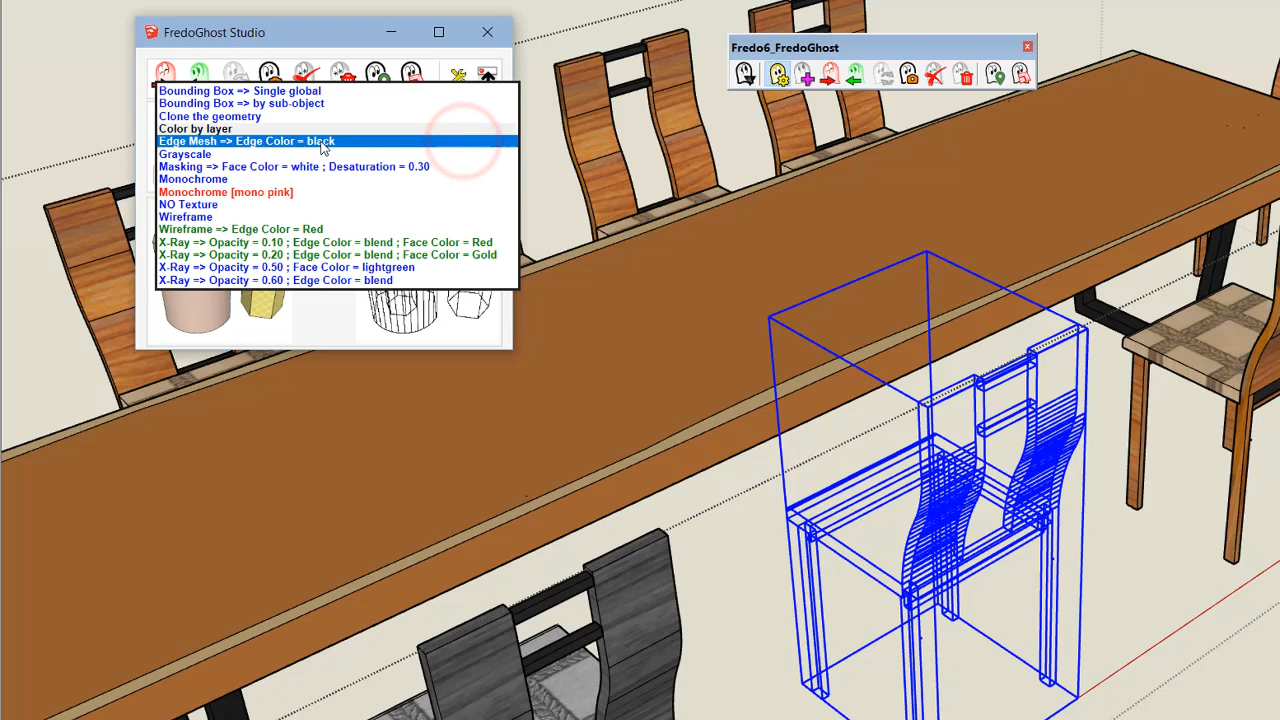 FredoGhost Studio
Fredo6_FredoGhost
Bounding Box => Single global
Bounding Box => by sub-object
Clone the geometry
Color by layer
Edge Mesh => Edge Color = black
Grayscale
Masking => Face Color = white ; Desaturation = 0.30
Monochrome
Monochrome [mono pink]
NO Texture
Wireframe
Wireframe => Edge Color = Red
X-Ray => Opacity = 0.10 ; Edge Color = blend ; Face Color = Red
X-Ray => Opacity = 0.20 ; Edge Color = blend ; Face Color = Gold
X-Ray => Opacity = 0.50 ; Face Color = lightgreen
X-Ray => Opacity = 0.60 ; Edge Color = blend